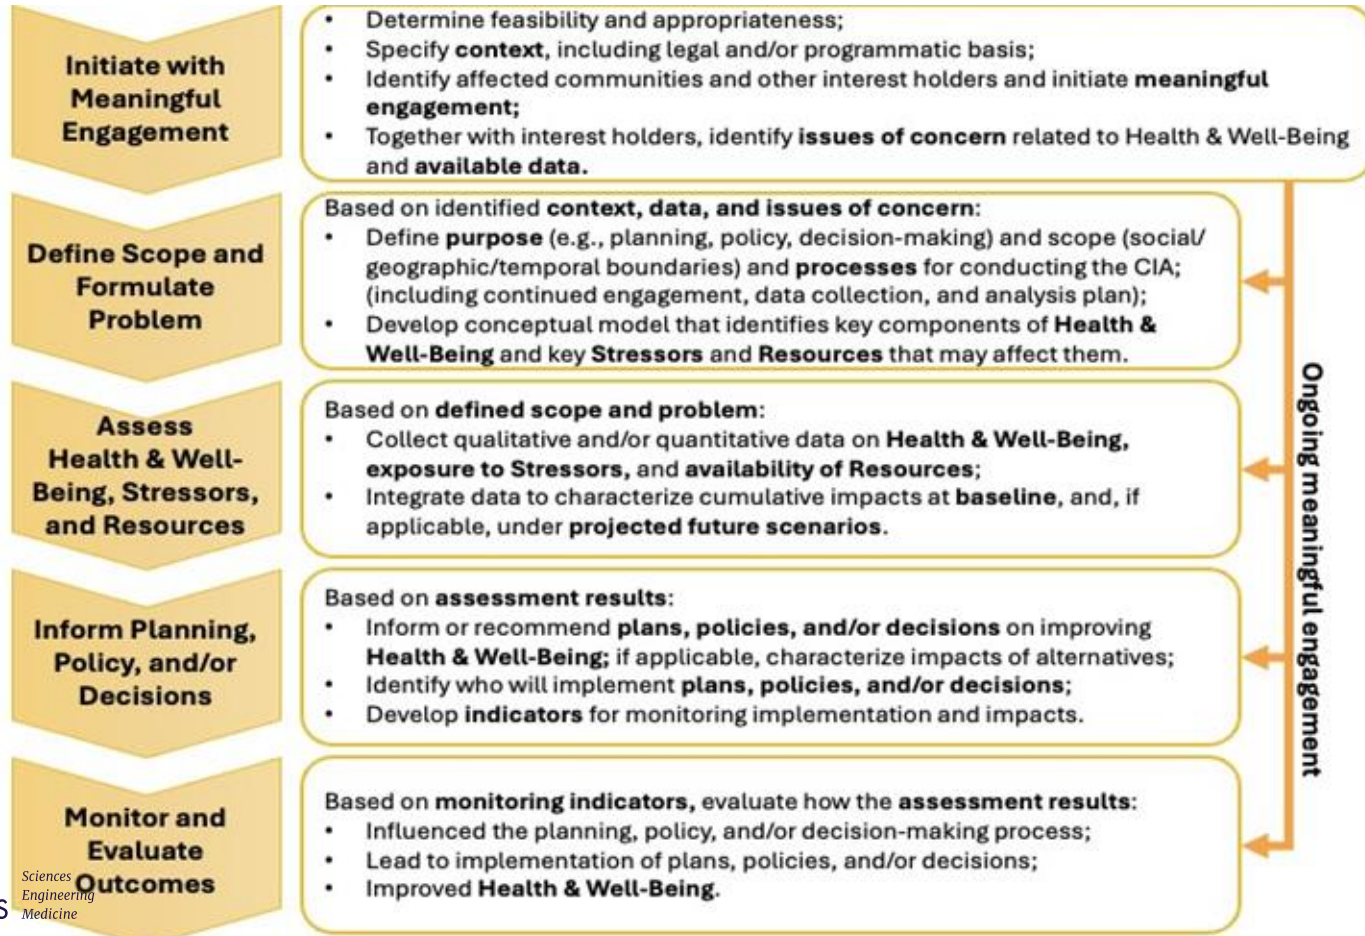 Initiate with
Meaningful
Engagement
• Determine feasibility and appropriateness;
• Specify context, including legal and/or programmatic basis;
• Identify affected communities and other interest holders and initiate meaningful
engagement;
• Together with interest holders, identify issues of concern related to Health & Well-Being
and available data.
Define Scope and
Formulate
Problem
Based on identified context, data, and issues of concern:
• Define purpose (e.g., planning, policy, decision-making) and scope (social/
geographic/temporal boundaries) and processes for conducting the CIA;
(including continued engagement, data collection, and analysis plan);
• Develop conceptual model that identifies key components of Health &
Well-Being and key Stressors and Resources that may affect them.
Assess
Health & Well-
Being, Stressors,
and Resources
Based on defined scope and problem:
• Collect qualitative and/or quantitative data on Health & Well-Being,
exposure to Stressors, and availability of Resources;
• Integrate data to characterize cumulative impacts at baseline, and, if
applicable, under projected future scenarios.
Inform Planning,
Policy, and/or
Decisions
Based on assessment results:
• Inform or recommend plans, policies, and/or decisions on improving
Health & Well-Being; if applicable, characterize impacts of alternatives;
• Identify who will implement plans, policies, and/or decisions;
• Develop indicators for monitoring implementation and impacts.
Monitor and
Evaluate
Outcomes
Based on monitoring indicators, evaluate how the assessment results:
• Influenced the planning, policy, and/or decision-making process;
• Lead to implementation of plans, policies, and/or decisions;
• Improved Health & Well-Being.
Ongoing meaningful engagement
Sciences
Engineering
Medicine